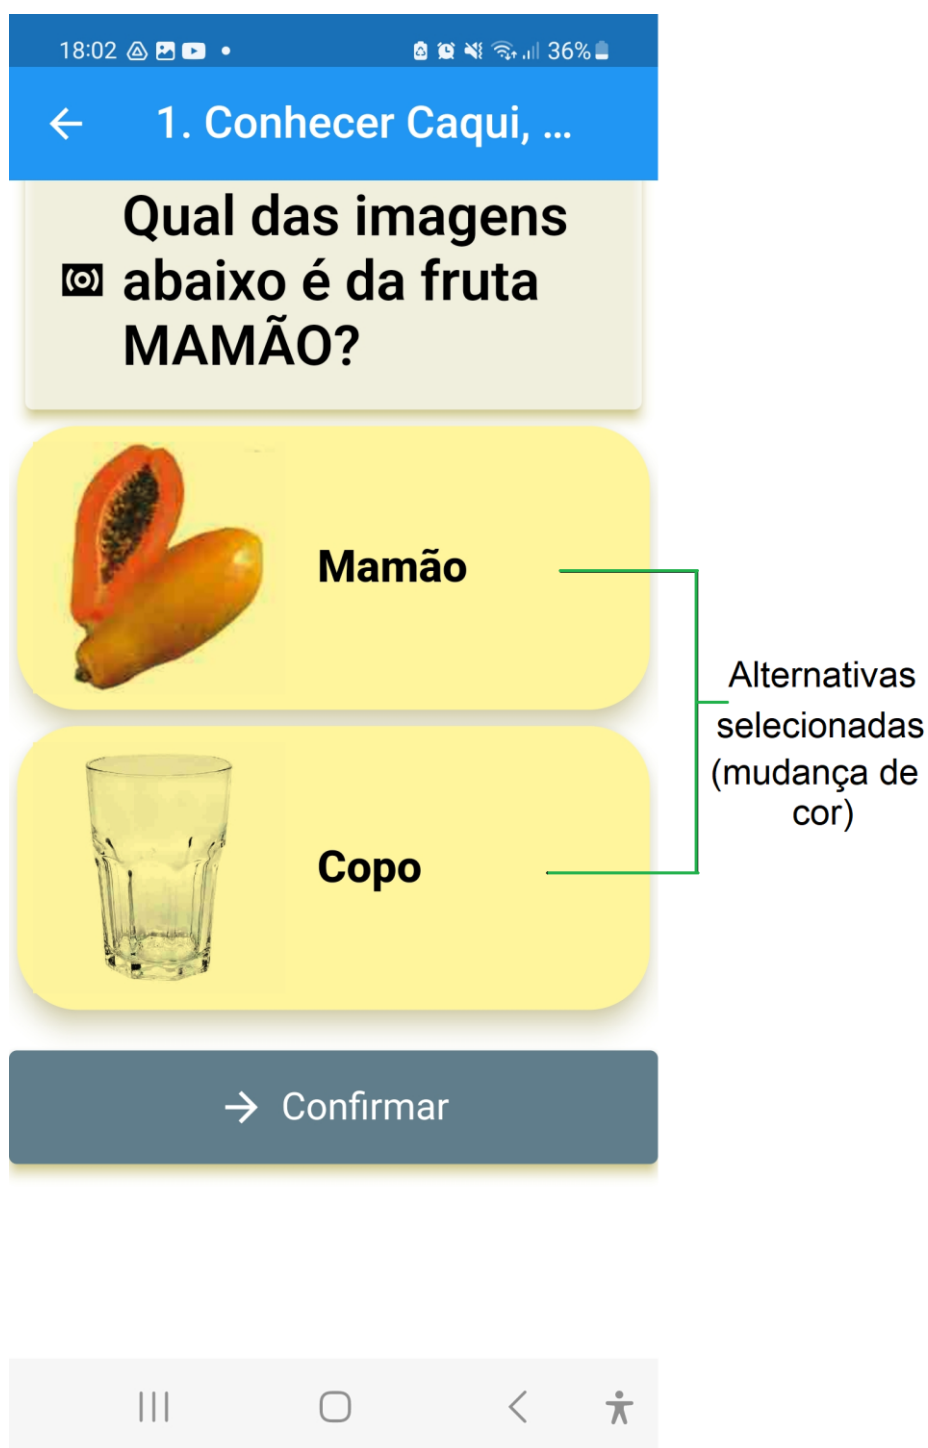 18:02
36%
1. Conhecer Caqui, ...
Qual das imagens
abaixo é da fruta
MAMÃO?
Mamão
Copo
Alternativas
selecionadas
(mudança de
cor)
Confirmar